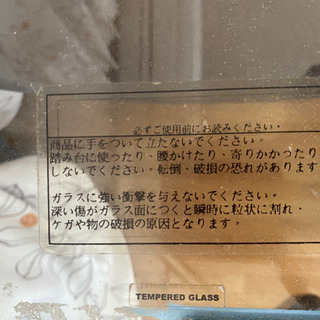 必ずご使用前にお読みください・
商品に手をついて立たないでください。
踏み台に使ったり・腰かけたり・寄りかかったり
しないでください。転倒・破損の恐れがあります
ガラスに強い衝撃を与えないでください。
深い傷がガラス面につくと瞬時に粒状に割れ・
ケガや物の破損の原因となります。
TEMPERED GLASS